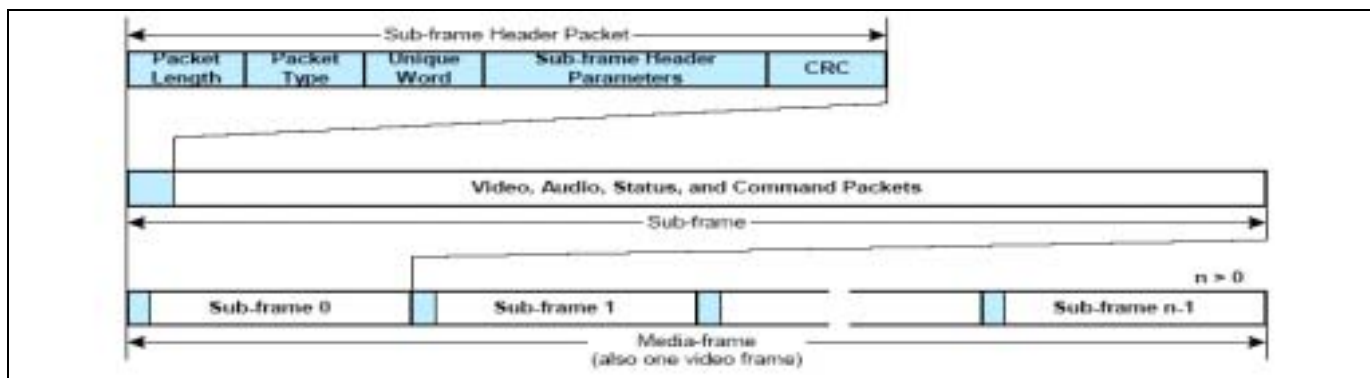 Sub-frame Header Packet
Packet Length
Packet Type
Unique Word
Sub-frame Header Parameters
CRC
Video, Audio, Status, and Command Packets
Sub-frame
n > 0
Sub-frame 0
Sub-frame 1
Sub-frame n-1
Media-frame
(also one video frame)